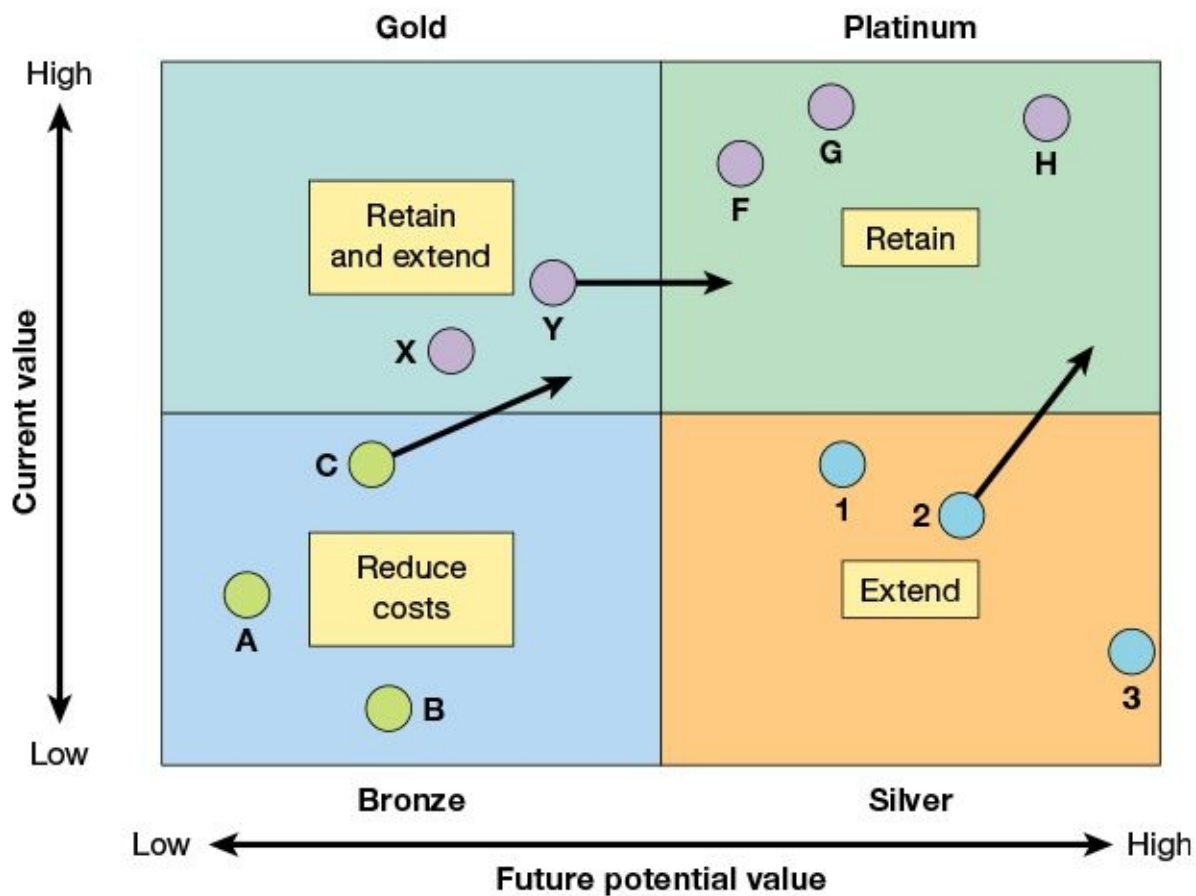 Gold
Platinum
High
G
H
F
Retain
and extend
Retain
Y
X
Current value
C
1
2
Reduce
costs
Extend
A
B
3
Low
Bronze
Silver
Low
High
Future potential value